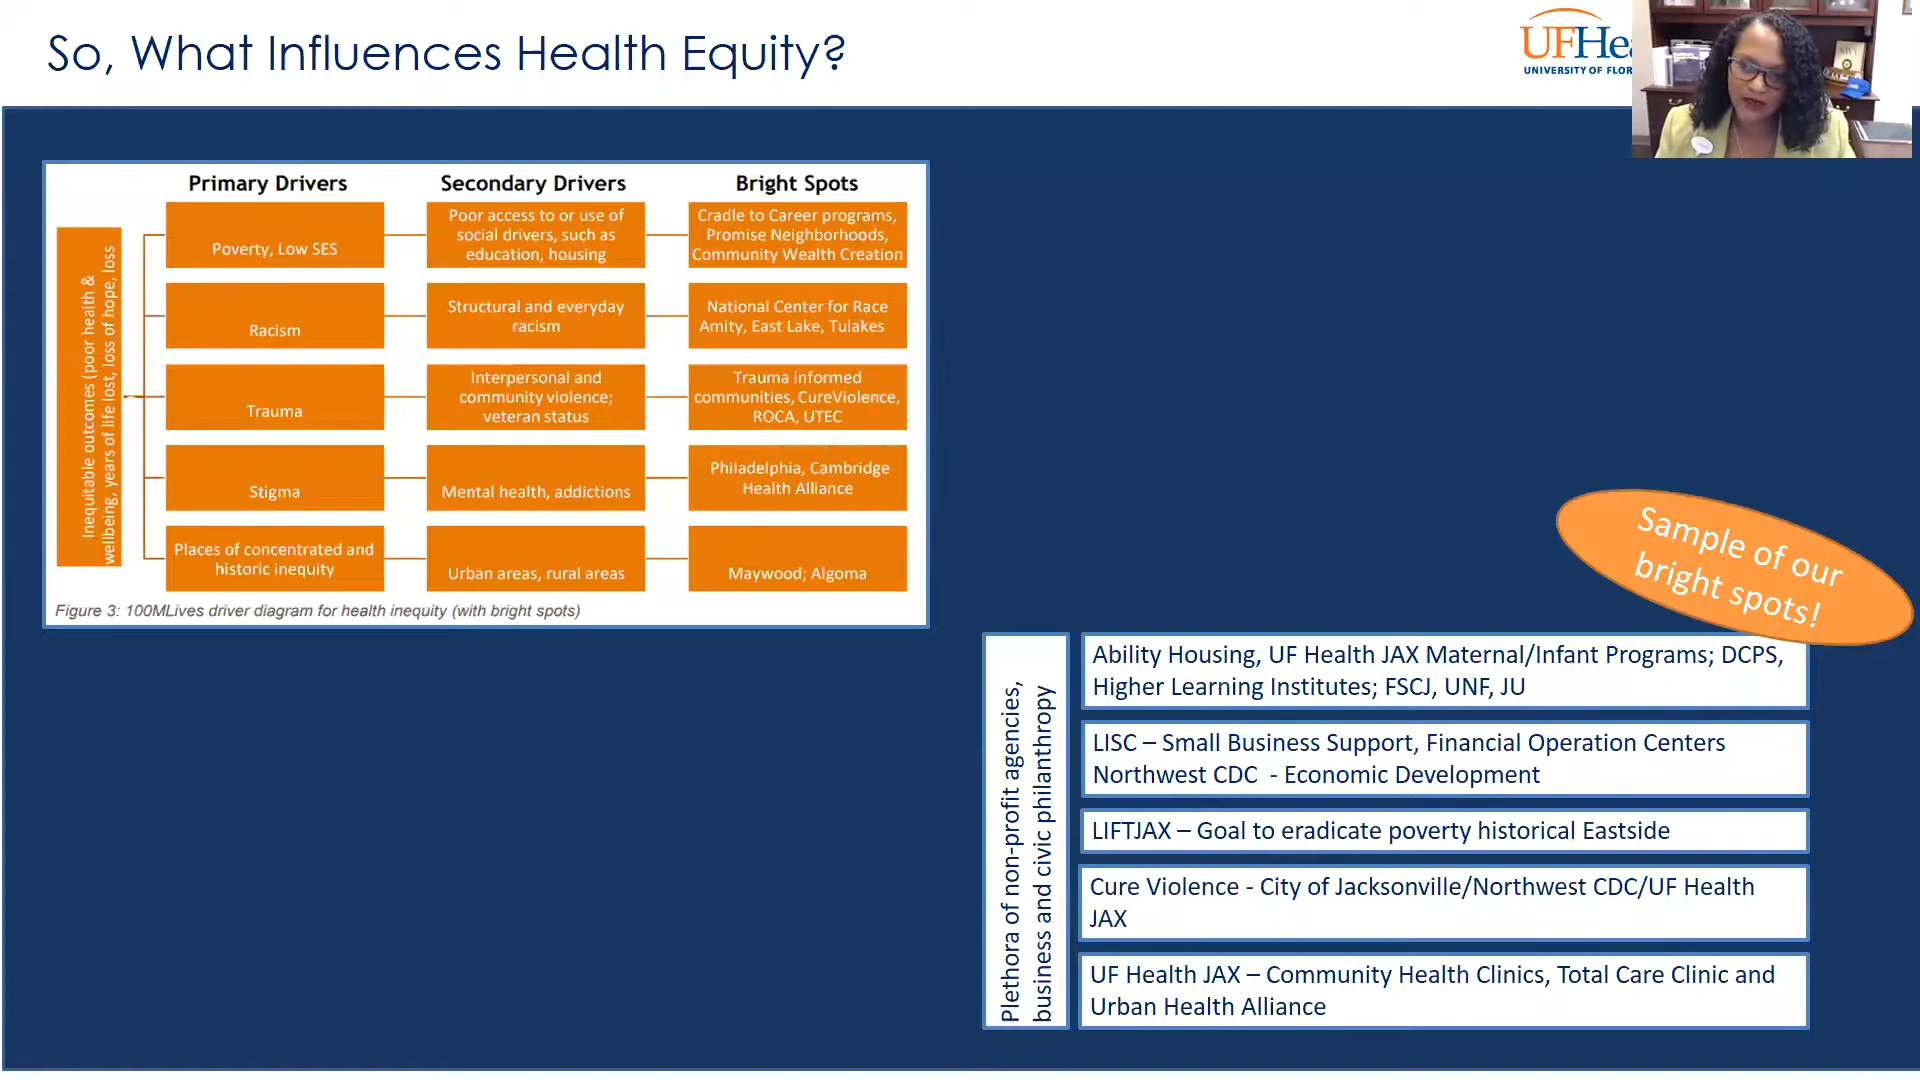 So, What Influences Health Equity?
UFHea
UNIVERSITY OF FLOR
Primary Drivers
Secondary Drivers
Bright Spots
Inequitable outcomes (poor health &
wellbeing, years of life lost, loss of hope, loss
Poverty, Low SES
Poor access to or use of
social drivers, such as
education, housing
Cradle to Career programs,
Promise Neighborhoods,
Community Wealth Creation
Racism
Structural and everyday
racism
National Center for Race
Amity, East Lake, Tulakes
Trauma
Interpersonal and
community violence;
veteran status
Trauma informed
communities, CureViolence,
ROCA, UTEC
Stigma
Mental health, addictions
Philadelphia, Cambridge
Health Alliance
Places of concentrated and
historic inequity
Urban areas, rural areas
Maywood; Algoma
Figure 3: 100MLives driver diagram for health inequity (with bright spots)
Sample of our
bright spots!
Plethora of non-profit agencies,
business and civic philanthropy
Ability Housing, UF Health JAX Maternal/Infant Programs; DCPS,
Higher Learning Institutes; FSCJ, UNF, JU
LISC – Small Business Support, Financial Operation Centers
Northwest CDC  - Economic Development
LIFTJAX – Goal to eradicate poverty historical Eastside
Cure Violence - City of Jacksonville/Northwest CDC/UF Health
JAX
UF Health JAX – Community Health Clinics, Total Care Clinic and
Urban Health Alliance